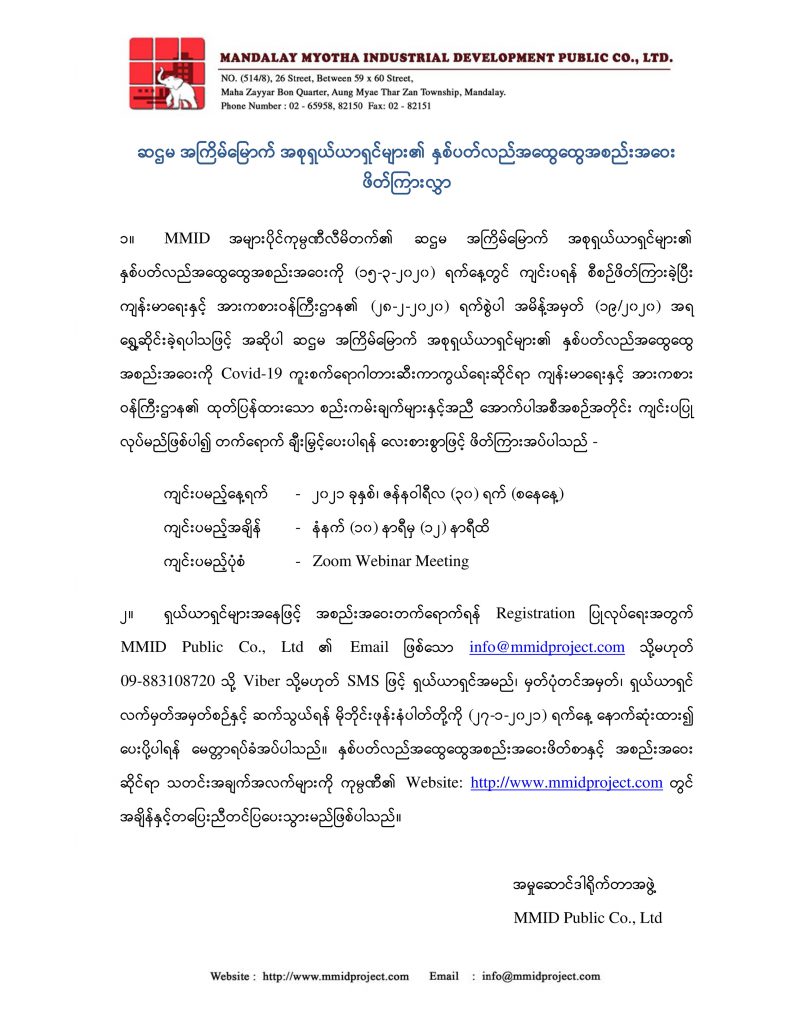 MANDALAY MYOTHA INDUSTRIAL DEVELOPMENT PUBLIC CO., LTD.
NO. (514/8), 26 Street, Between 59 x 60 Street,
Maha Zayyar Bon Quarter, Aung Myae Thar Zan Township, Mandalay.
Phone Number : 02 - 65958, 82150 Fax: 02 - 82151
ဆဌမ အကြိမ်မြောက် အစုရှယ်ယာရှင်များ၏ နှစ်ပတ်လည်အထွေထွေအစည်းအဝေး
ဖိတ်ကြားလွှာ
၁။ MMID အများပိုင်ကုမ္ပဏီလီမိတက်၏ ဆဌမ အကြိမ်မြောက် အစုရှယ်ယာရှင်များ၏
နှစ်ပတ်လည်အထွေထွေအစည်းအဝေးကို (၁၅-၃-၂၀၂၀) ရက်နေ့တွင် ကျင်းပရန် စီစဉ်ဖိတ်ကြားခဲ့ပြီး
ကျန်းမာရေးနှင့် အားကစားဝန်ကြီးဌာန၏ (၂၈-၂-၂၀၂၀) ရက်စွဲပါ အမိန့်အမှတ် (၁၉/၂၀၂၀) အရ
ရွှေ့ဆိုင်းခဲ့ရပါသဖြင့် အဆိုပါ ဆဌမ အကြိမ်မြောက် အစုရှယ်ယာရှင်များ၏ နှစ်ပတ်လည်အထွေထွေ
အစည်းအဝေးကို Covid-19 ကူးစက်ရောဂါတားဆီးကာကွယ်ရေးဆိုင်ရာ ကျန်းမာရေးနှင့် အားကစား
ဝန်ကြီးဌာန၏ ထုတ်ပြန်ထားသော စည်းကမ်းချက်များနှင့်အညီ အောက်ပါအစီအစဉ်အတိုင်း ကျင်းပပြု
လုပ်မည်ဖြစ်ပါ၍ တက်ရောက် ချီးမြှင့်ပေးပါရန် လေးစားစွာဖြင့် ဖိတ်ကြားအပ်ပါသည် -
ကျင်းပမည့်နေ့ရက် - ၂၀၂၁ ခုနှစ်၊ ဇန်နဝါရီလ (၃၀) ရက် (စနေနေ့)
ကျင်းပမည့်အချိန် - နံနက် (၁၀) နာရီမှ (၁၂) နာရီထိ
ကျင်းပမည့်ပုံစံ - Zoom Webinar Meeting
၂။ ရှယ်ယာရှင်များအနေဖြင့် အစည်းအဝေးတက်ရောက်ရန် Registration ပြုလုပ်ရေးအတွက်
MMID Public Co., Ltd ၏ Email ဖြစ်သော info@mmidproject.com သို့မဟုတ်
09-883108720 သို့ Viber သို့မဟုတ် SMS ဖြင့် ရှယ်ယာရှင်အမည်၊ မှတ်ပုံတင်အမှတ်၊ ရှယ်ယာရှင်
လက်မှတ်အမှတ်စဉ်နှင့် ဆက်သွယ်ရန် မိုဘိုင်းဖုန်းနံပါတ်တို့ကို (၂၇-၁-၂၀၂၁) ရက်နေ့ နောက်ဆုံးထား၍
ပေးပို့ပါရန် မေတ္တာရပ်ခံအပ်ပါသည်။ နှစ်ပတ်လည်အထွေထွေအစည်းအဝေးဖိတ်စာနှင့် အစည်းအဝေး
ဆိုင်ရာ သတင်းအချက်အလက်များကို ကုမ္ပဏီ၏ Website: http://www.mmidproject.com တွင်
အချိန်နှင့်တပြေးညီတင်ပြပေးသွားမည်ဖြစ်ပါသည်။
အမှုဆောင်ဒါရိုက်တာအဖွဲ့
MMID Public Co., Ltd
Website : http://www.mmidproject.com Email : info@mmidproject.com